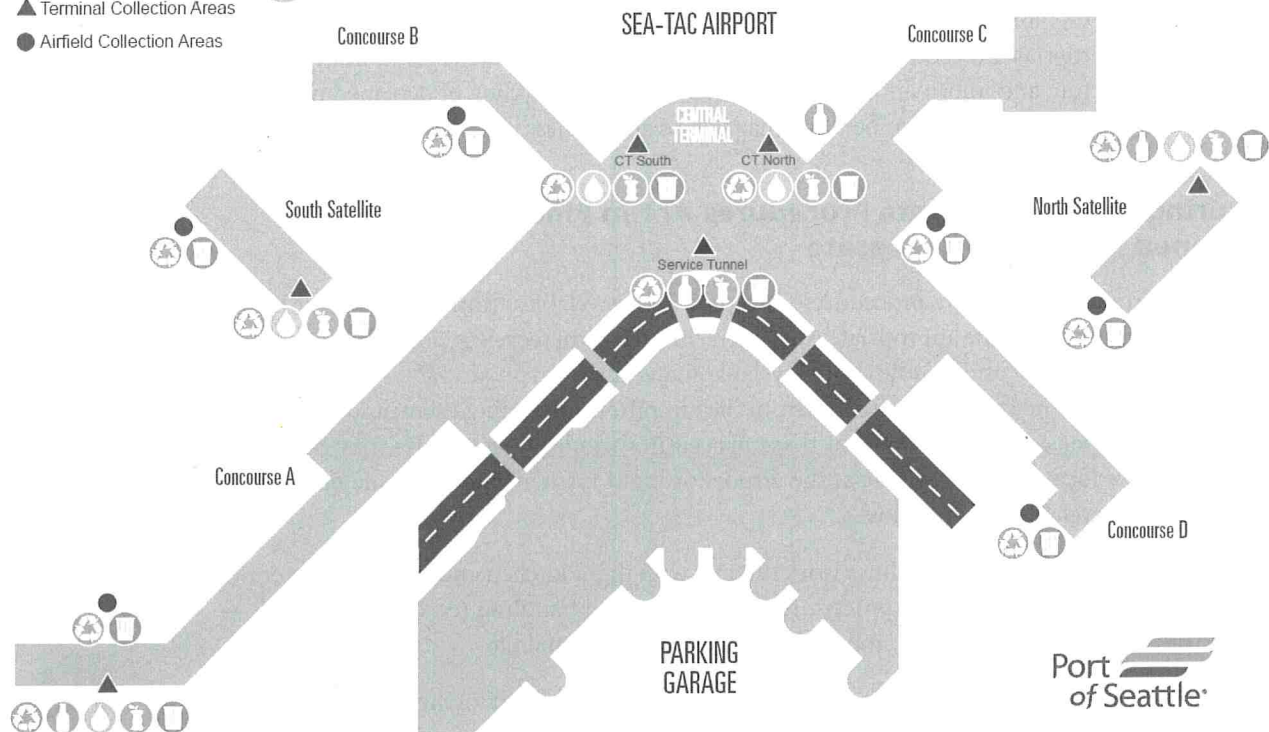 Terminal Collection Areas
Airfield Collection Areas
SEA-TAC AIRPORT
Concourse B
Concourse C
CENTRAL
TERMINAL
CT South
CT North
South Satellite
North Satellite
Service Tunnel
Concourse A
Concourse D
PARKING
GARAGE
Port
of Seattle